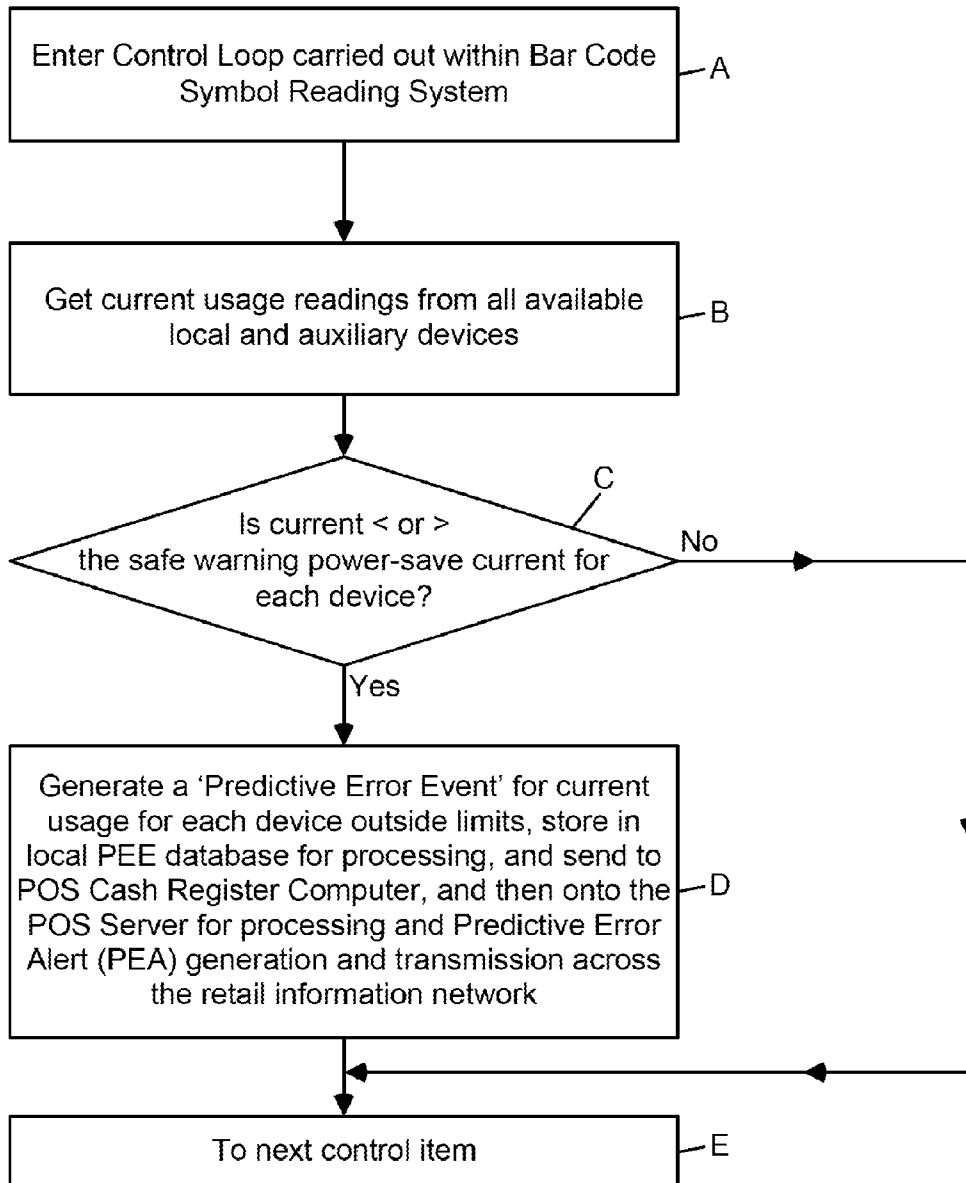 Enter Control Loop carried out within Bar Code
Symbol Reading System
A
Get current usage readings from all available
local and auxiliary devices
B
C
Is current < or >
the safe warning power-save current for
each device?
No
Yes
Generate a ‘Predictive Error Event’ for current
usage for each device outside limits, store in
local PEE database for processing, and send to
POS Cash Register Computer, and then onto the
POS Server for processing and Predictive Error
Alert (PEA) generation and transmission across
the retail information network
D
To next control item
E